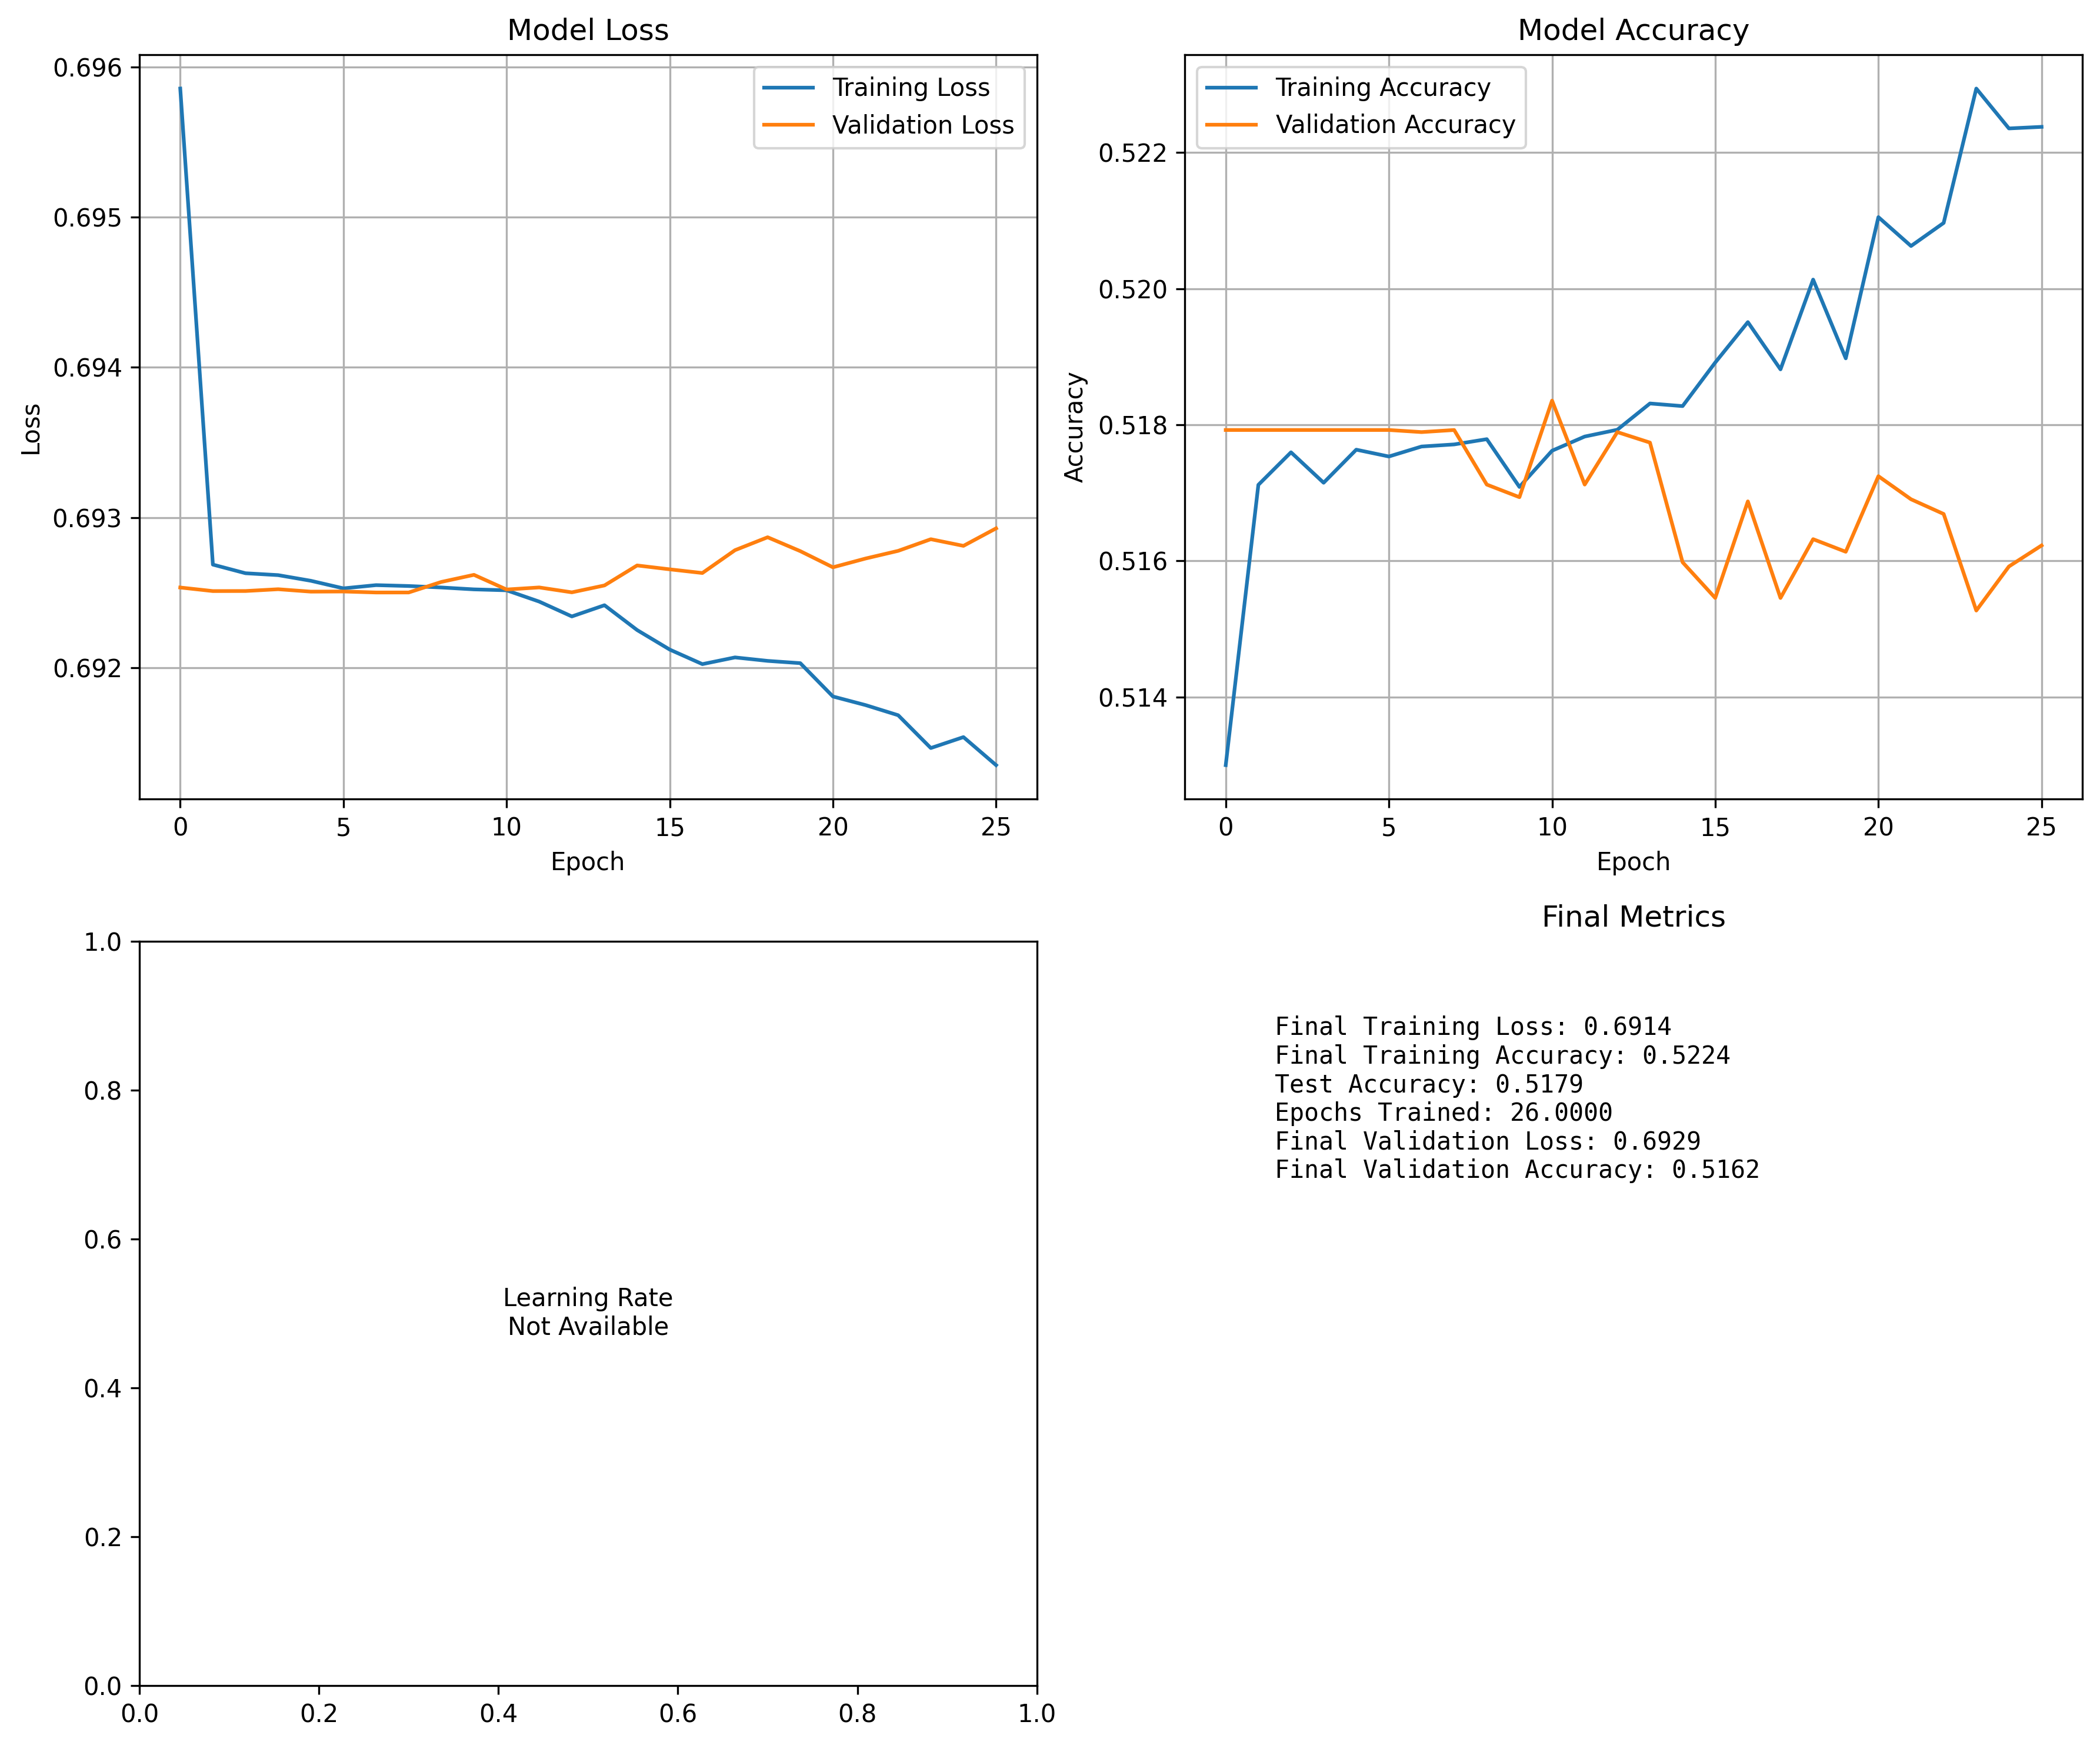 Model Loss
0.696
0.695
0.694
0.693
0.692
Loss
Training Loss
Validation Loss
0 5 10 15 20 25
Epoch
Model Accuracy
0.522
0.520
0.518
0.516
0.514
Accuracy
Training Accuracy
Validation Accuracy
0 5 10 15 20 25
Epoch
1.0
0.8
0.6
0.4
0.2
0.0
Learning Rate
Not Available
0.0 0.2 0.4 0.6 0.8 1.0
Final Metrics
Final Training Loss: 0.6914
Final Training Accuracy: 0.5224
Test Accuracy: 0.5179
Epochs Trained: 26.0000
Final Validation Loss: 0.6929
Final Validation Accuracy: 0.5162